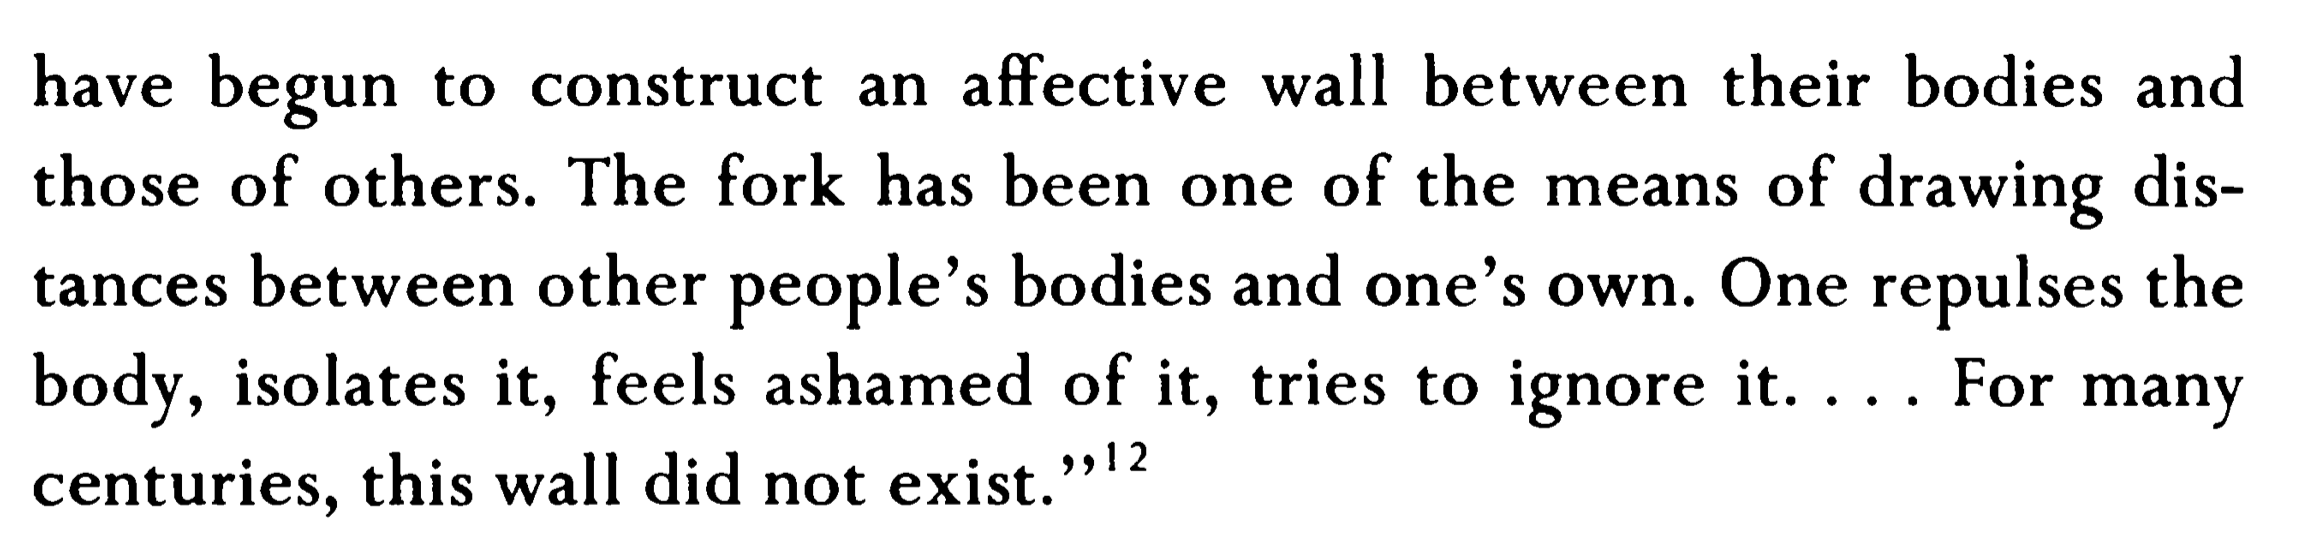 have begun to construct an affective wall between their bodies and
those of others. The fork has been one of the means of drawing dis-
tances between other people’s bodies and one’s own. One repulses the
body, isolates it, feels ashamed of it, tries to ignore it. . . . For many
centuries, this wall did not exist.”12